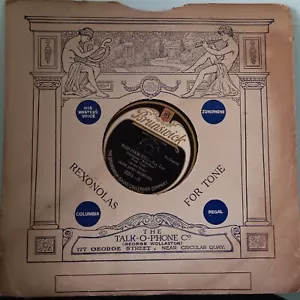 HIS MASTER'S VOICE
ZONOPHONE
Brunswick
REXONOLAS
FOR TONE
COLUMBIA
REGAL
THE
TALK-O-PHONE Co
(GEORGE WOLLASTON)
177 GEORGE STREET, NEAR CIRCULAR QUAY.